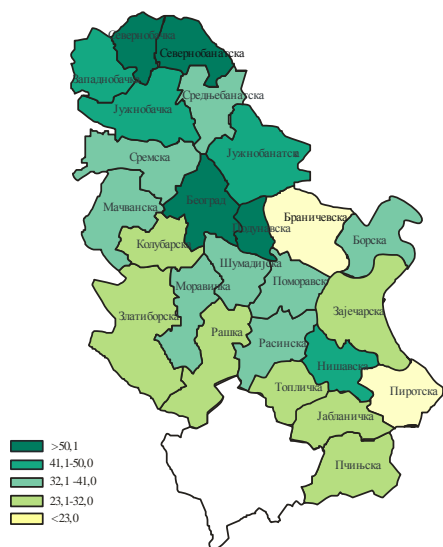 Севернобачка
Севернобанатска
Западнобачка
Средњебанатска
Јужнобачка
Јужнобанатска
Сремска
Београд
Мачванска
Подунавска
Браничевска
Борска
Колубарска
Шумадијска
Поморавск
Моравичка
Златиборска
Зајечарска
Рашка
Расинска
Нишавска
Топличка
Пиротска
Јабланичка
Пчињска
>50,1
41,1-50,0
32,1 -41,0
23,1-32,0
<23,0